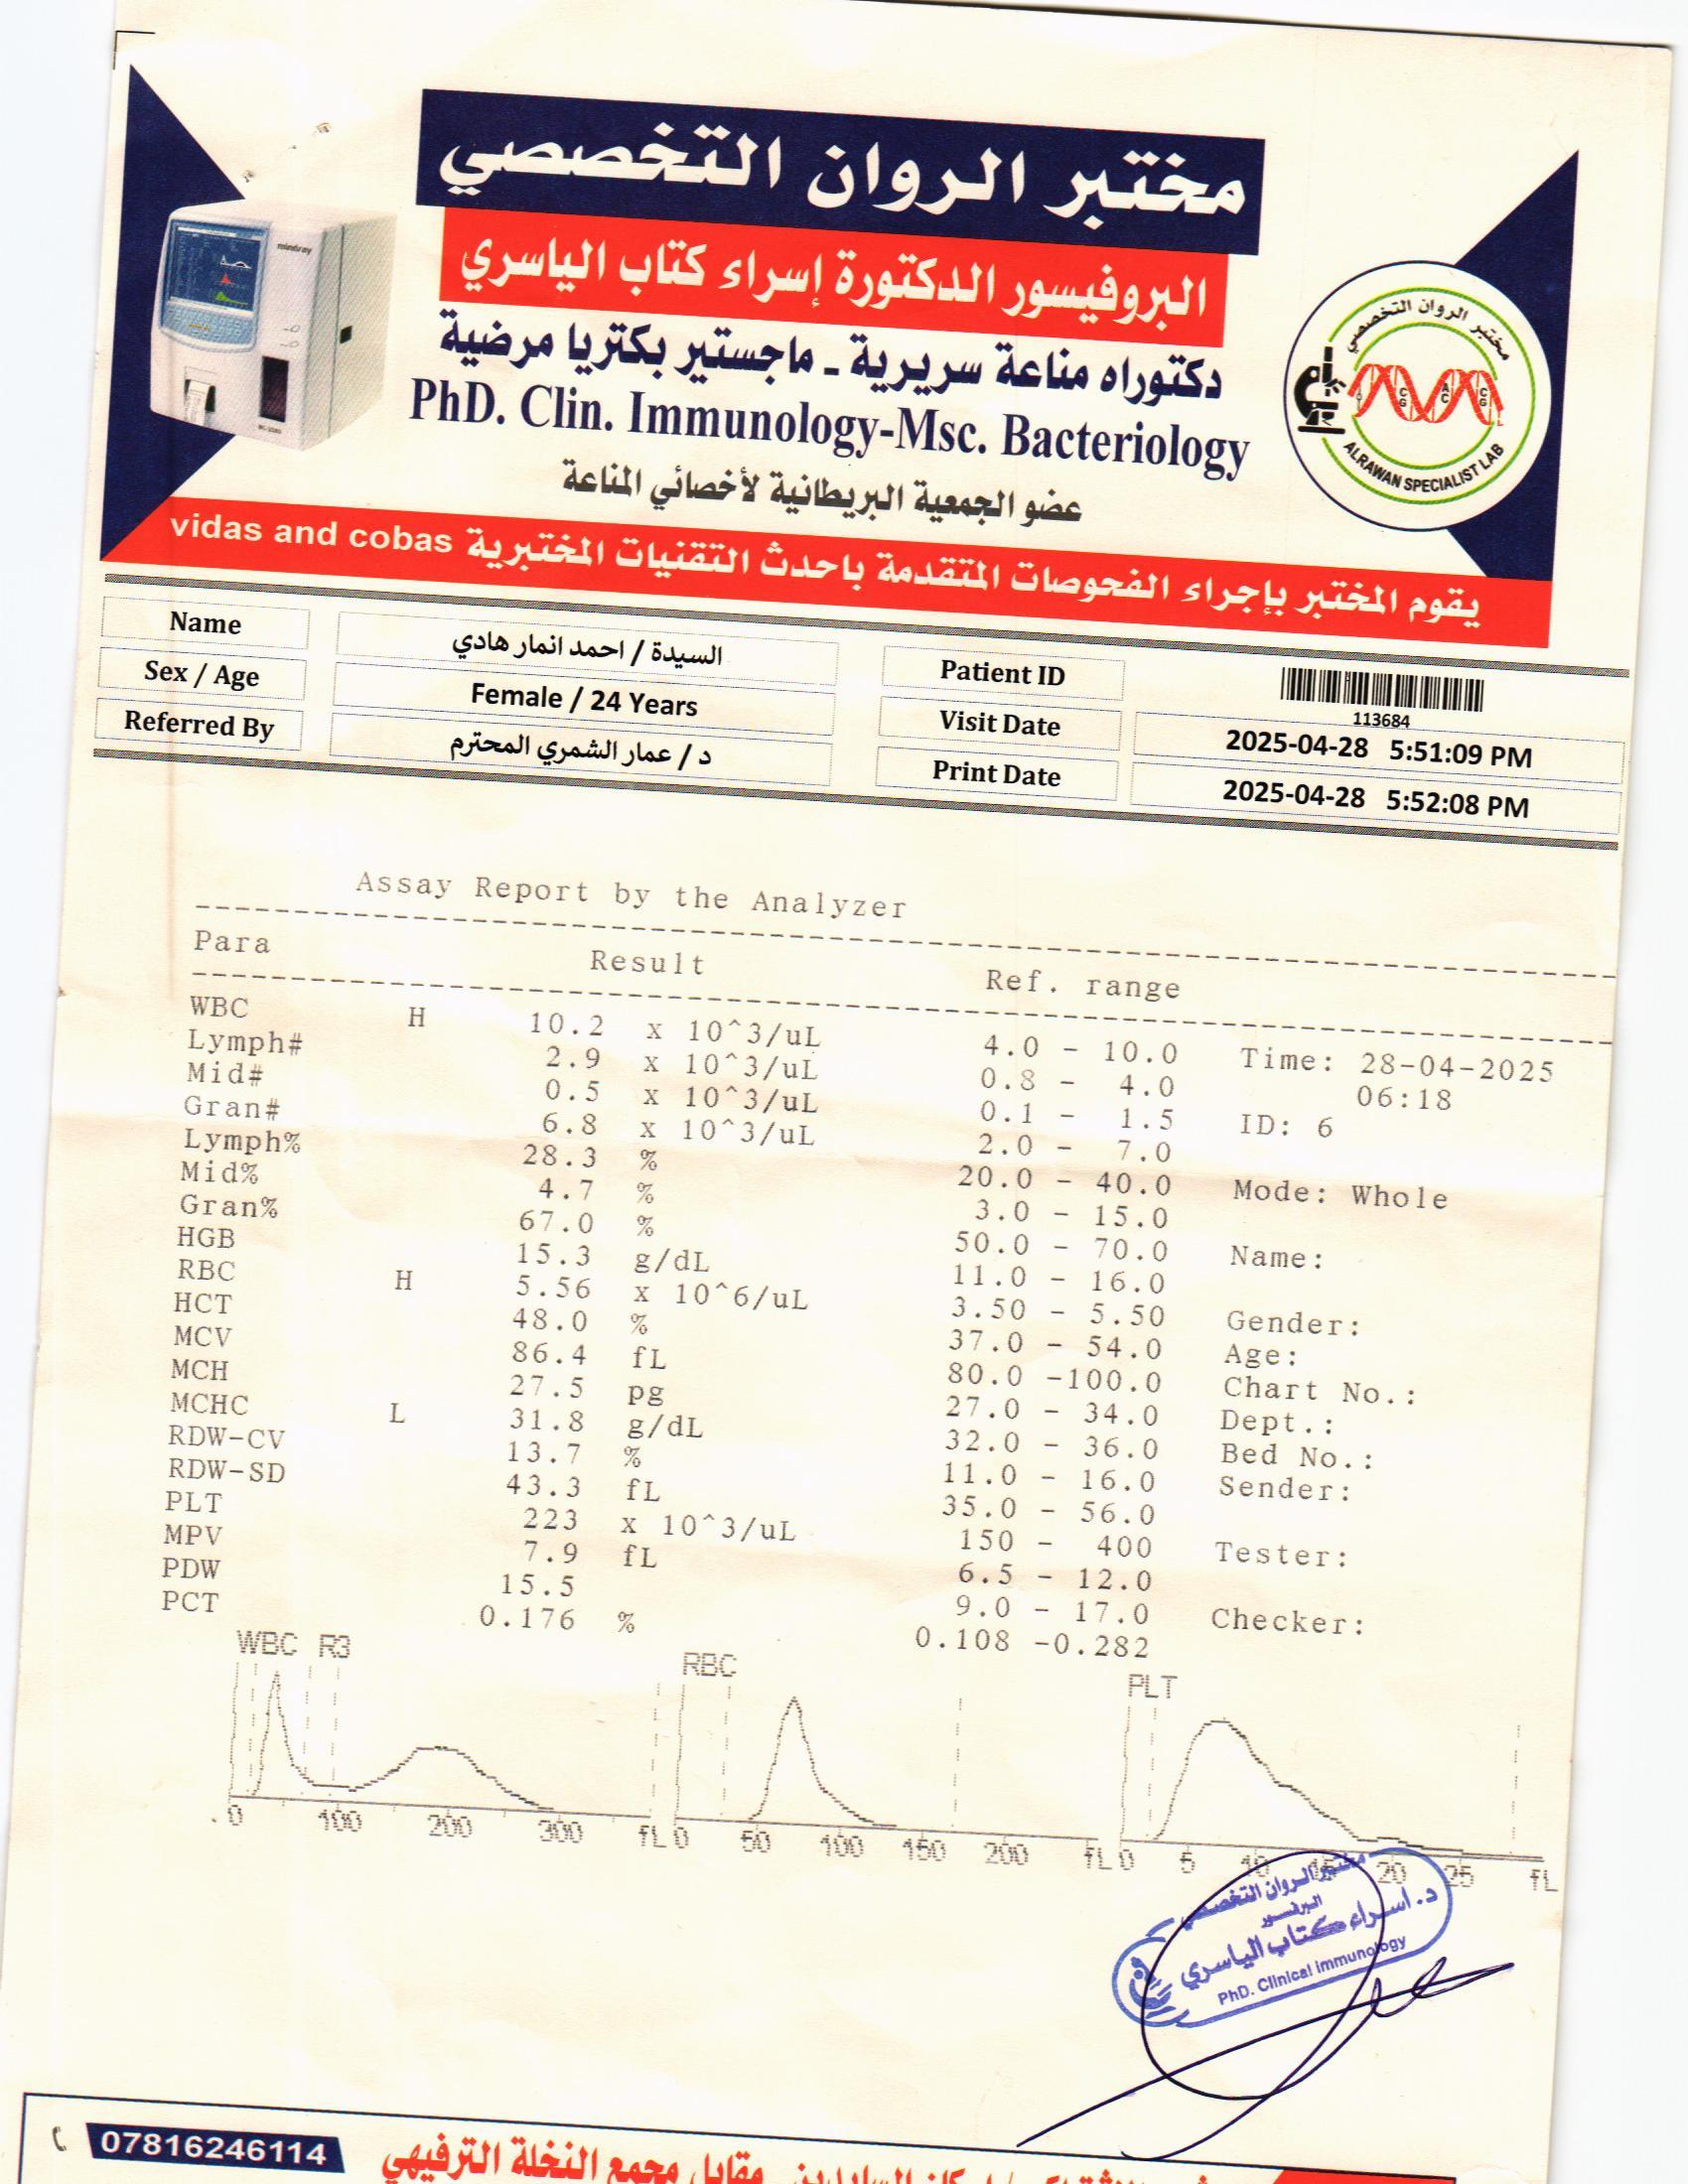 مختبر الروان التخصصي
البروفيسور الدكتورة إسراء كتاب الياسري
دكتوراه مناعة سريرية - ماجستير بكتريا مرضية
PhD. Clin. Immunology-Msc. Bacteriology
عضو الجمعية البريطانية لأخصائي المناعة
يقوم المختبر بإجراء الفحوصات المتقدمة باحدث التقنيات المختبرية vidas and cobas
mindray
مختبر الروان التخصصي
ALRAWAN SPECIALIST LAB
Name السيدة / احمد انمار هادي Patient ID 113684
Sex / Age Female / 24 Years Visit Date 2025-04-28 5:51:09 PM
Referred By د / عمار الشمري المحترم Print Date 2025-04-28 5:52:08 PM
Assay Report by the Analyzer
Para Result Ref. range
WBC H 10.2 x 10^3/uL 4.0 - 10.0 Time: 28-04-2025
Lymph# 2.9 x 10^3/uL 0.8 - 4.0 06:18
Mid# 0.5 x 10^3/uL 0.1 - 1.5 ID: 6
Gran# 6.8 x 10^3/uL 2.0 - 7.0
Lymph% 28.3 % 20.0 - 40.0 Mode: Whole
Mid% 4.7 % 3.0 - 15.0
Gran% 67.0 % 50.0 - 70.0 Name:
HGB 15.3 g/dL 11.0 - 16.0
RBC H 5.56 x 10^6/uL 3.50 - 5.50 Gender:
HCT 48.0 % 37.0 - 54.0 Age:
MCV 86.4 fL 80.0 -100.0 Chart No.:
MCH 27.5 pg 27.0 - 34.0 Dept.:
MCHC L 31.8 g/dL 32.0 - 36.0 Bed No.:
RDW-CV 13.7 % 11.0 - 16.0 Sender:
RDW-SD 43.3 fL 35.0 - 56.0
PLT 223 x 10^3/uL 150 - 400 Tester:
MPV 7.9 fL 6.5 - 12.0
PDW 15.5 9.0 - 17.0 Checker:
PCT 0.176 % 0.108 -0.282
WBC R3 RBC PLT
0 100 200 300 fL 0 50 100 150 200 fL 0 5 10 15 20 25 fL
مختبر الروان التخصصي
البرفسور
د. اسراء كتاب الياسري
PhD. Clinical immunology
07816246114
مقابل مجمع النخلة الترفيهي